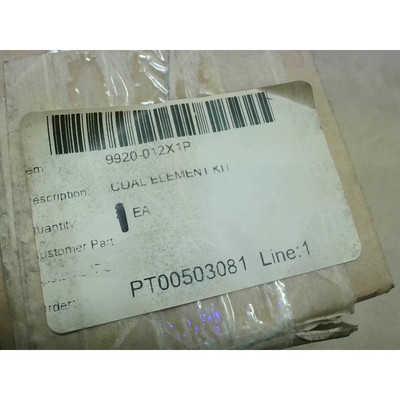 em: 9920-012X1P
escription: COAL ELEMENT KIT
uantity 1 EA
ustomer Part
rder: PT00503081 Line:1